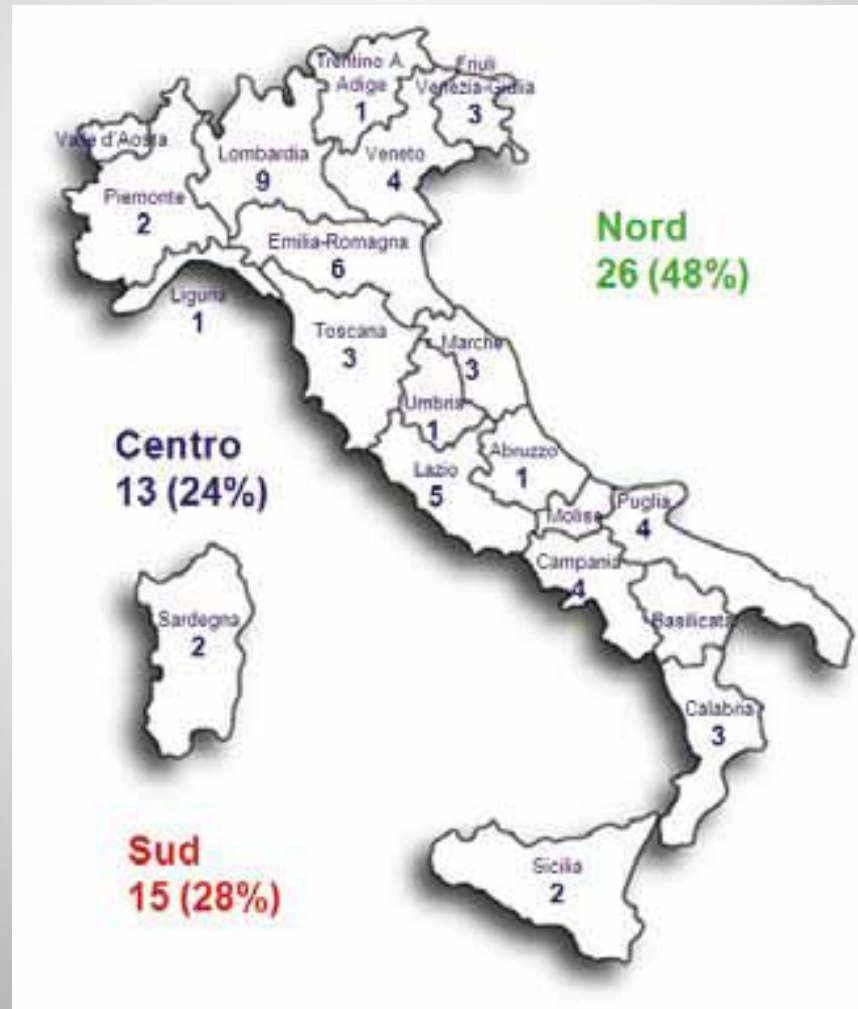 Trentino A
Adige
1
Friuli
Venezia-Giulia
3
Valle d'Aosta
Lombardia
9
Veneto
4
Piemonte
2
Emilia-Romagna
6
Liguria
1
Nord
26 (48%)
Toscana
3
Marche
3
Umbria
1
Centro
13 (24%)
Lazio
5
Abruzzo
1
Molise
Puglia
4
Campania
4
Basilicata
Sardegna
2
Calabria
3
Sud
15 (28%)
Sicilia
2